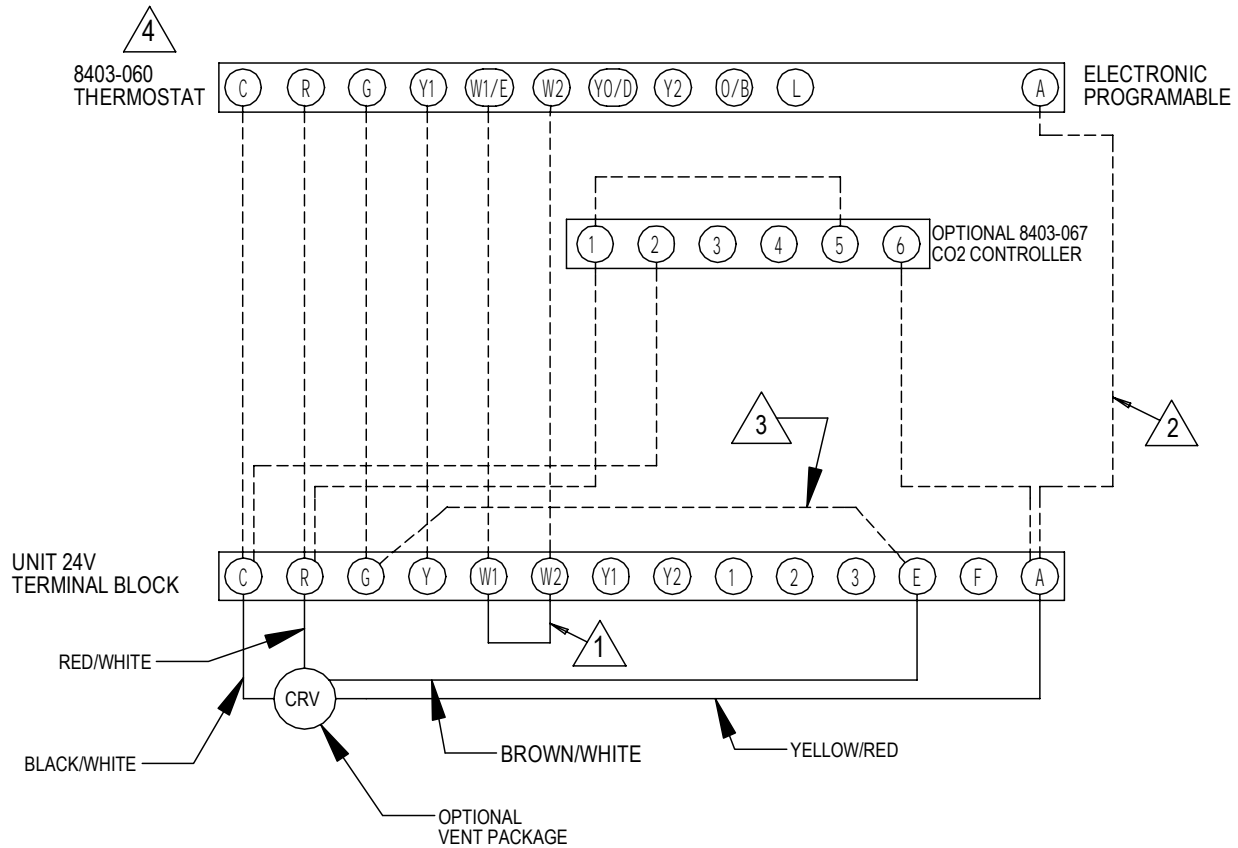 4
8403-060
THERMOSTAT
C R G Y1 W1/E W2 Y0/D Y2 O/B L A
ELECTRONIC
PROGRAMABLE
1 2 3 4 5 6
OPTIONAL 8403-067
CO2 CONTROLLER
3
2
UNIT 24V
TERMINAL BLOCK
C R G Y W1 W2 Y1 Y2 1 2 3 E F A
1
RED/WHITE
CRV
BLACK/WHITE
BROWN/WHITE
YELLOW/RED
OPTIONAL
VENT PACKAGE